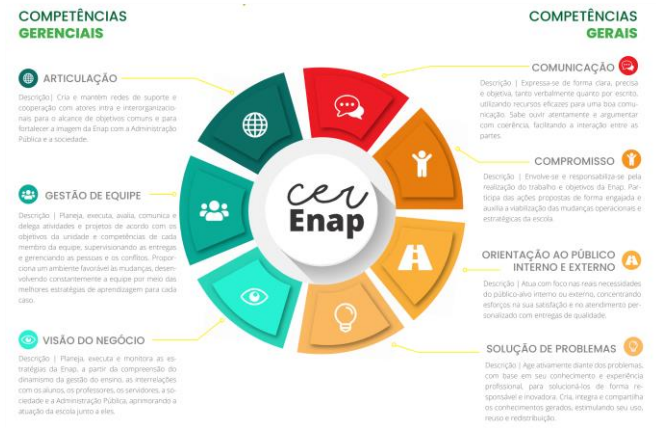 COMPETÊNCIAS
GERENCIAIS
ARTICULAÇÃO
Descrição| Cria e mantém redes de suporte e
cooperação com atores intra e interorganizacio-
nais para o alcance de objetivos comuns e para
fortalecer a imagem da Enap com a Administração
Pública e a sociedade.
GESTÃO DE EQUIPE
Descrição | Planeja, executa, avalia, comunica e
delega atividades e projetos de acordo com os
objetivos da unidade e competências de cada
membro da equipe, supervisionando as entregas
e gerenciando as pessoas e os conflitos. Propor-
ciona um ambiente favorável às mudanças, desen-
volvendo constantemente a equipe por meio das
melhores estratégias de aprendizagem para cada
caso.
VISÃO DO NEGÓCIO
Descrição | Planeja, executa e monitora as es-
tratégias da Enap, a partir da compreensão do
dinamismo da gestão do ensino, as interrelações
com os alunos, os professores, os servidores, a so-
ciedade e a Administração Pública, aprimorando a
atuação da escola junto a eles.
cer
Enap
COMPETÊNCIAS
GERAIS
COMUNICAÇÃO
Descrição | Expressa-se de forma clara, precisa
e objetiva, tanto verbalmente quanto por escrito,
utilizando recursos eficazes para uma boa comu-
nicação. Sabe ouvir atentamente e argumentar
com coerência, facilitando a interação entre as
partes.
COMPROMISSO
Descrição | Envolve-se e responsabiliza-se pela
realização do trabalho e objetivos da Enap. Par-
ticipa das ações propostas de forma engajada e
auxilia a viabilização das mudanças operacionais e
estratégicas da escola.
ORIENTAÇÃO AO PÚBLICO
INTERNO E EXTERNO
Descrição | Atua com foco nas reais necessidades
do público-alvo interno ou externo, concentrando
esforços na sua satisfação e no atendimento per-
sonalizado com entregas de qualidade.
SOLUÇÃO DE PROBLEMAS
Descrição | Age ativamente diante dos problemas,
com base em seu conhecimento e experiência
profissional, para solucioná-los de forma re-
sponsável e inovadora. Cria, integra e compartilha
os conhecimentos gerados, estimulando seu uso,
reuso e redistribuição.